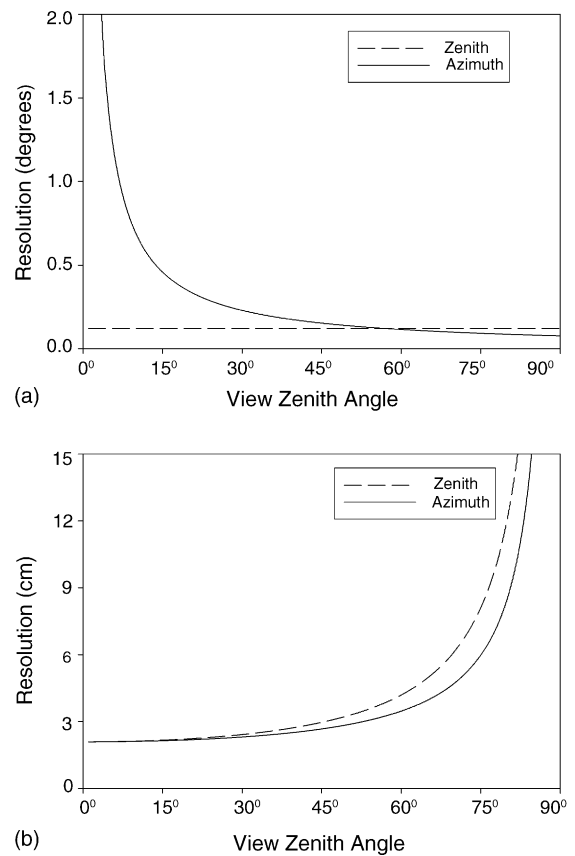 2.0
1.5
1.0
0.5
0.0
Resolution (degrees)
Zenith
Azimuth
0⁰ 15⁰ 30⁰ 45⁰ 60⁰ 75⁰ 90⁰
View Zenith Angle
(a)
15
12
9
6
3
0
Resolution (cm)
Zenith
Azimuth
0⁰ 15⁰ 30⁰ 45⁰ 60⁰ 75⁰ 90⁰
View Zenith Angle
(b)